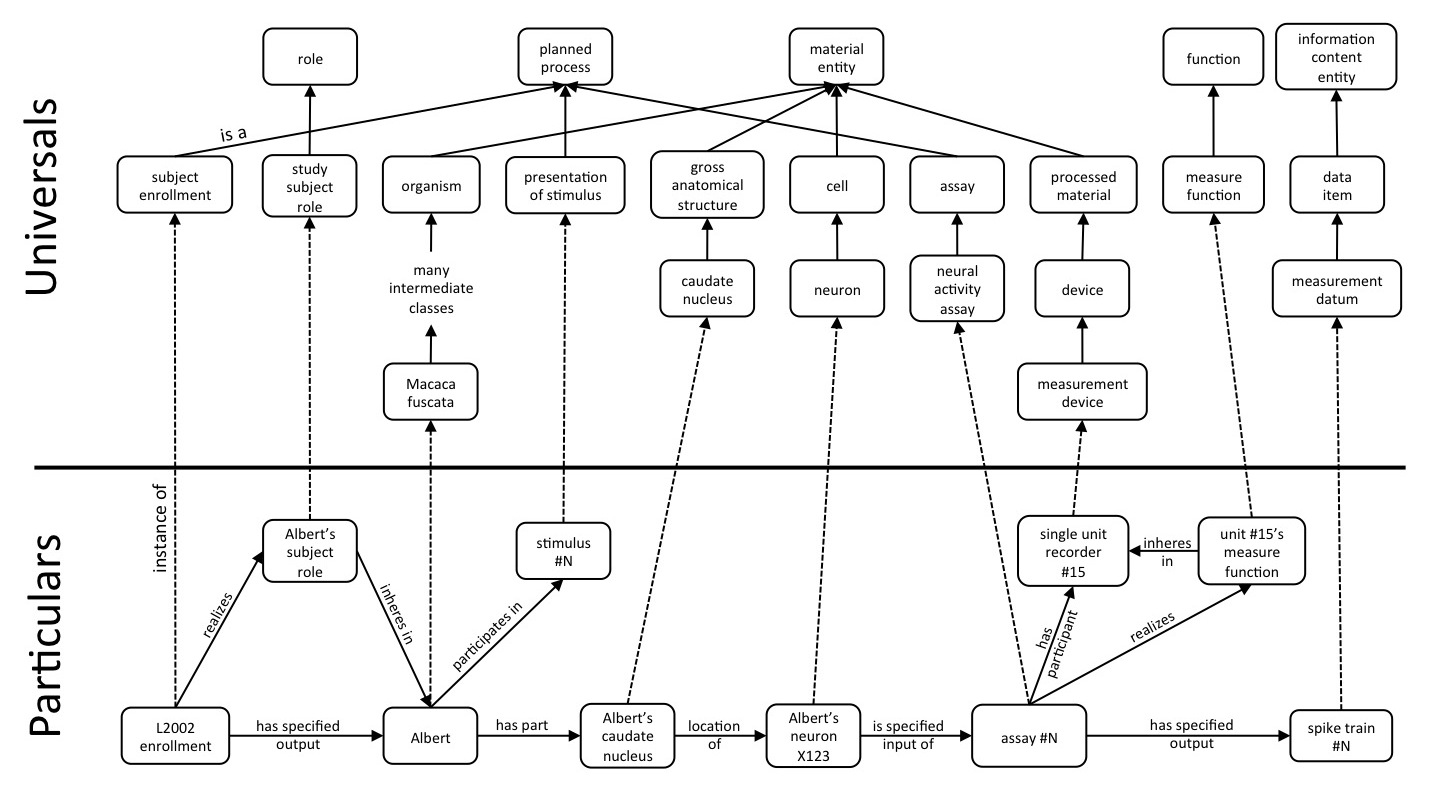 Universals
role
planned
process
material
entity
function
information
content
entity
is a
subject
enrollment
study
subject
role
organism
presentation
of stimulus
gross
anatomical
structure
cell
assay
processed
material
measure
function
data
item
many
intermediate
classes
caudate
nucleus
neuron
neural
activity
assay
device
measurement
datum
Macaca
fuscata
measurement
device
Particulars
instance of
Albert's
subject
role
stimulus
#N
single unit
recorder
#15
inheres
in
unit #15's
measure
function
realizes
inheres in
participates in
has
participant
realizes
L2002
enrollment
has specified
output
Albert
has part
Albert's
caudate
nucleus
location
of
Albert's
neuron
X123
is specified
input of
assay #N
has specified
output
spike train
#N